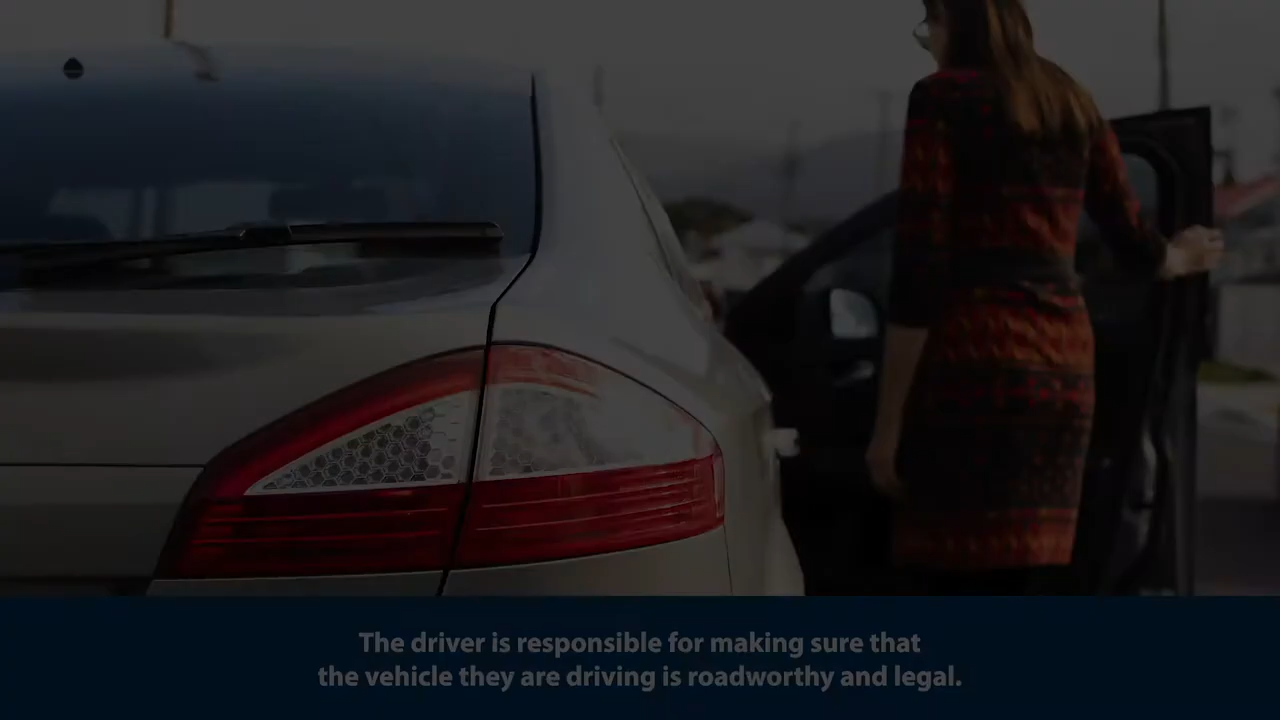 The driver is responsible for making sure that
the vehicle they are driving is roadworthy and legal.